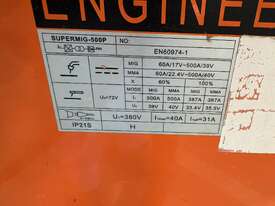 ENGINEE
SUPERMIG-500P NO:
EN60974-1
MIG 60A/17V~500A/39V
MMA 60A/22.4V~500A/40V
X 60% 100%
MODE MIG MMA MIG MMA
U₀=72V I₂ 500A 500A 387A 387A
U₂ 39V 40V 33.4V 35.5V
U₁=380V I₁max=40A I₁eff=31A
IP21S H